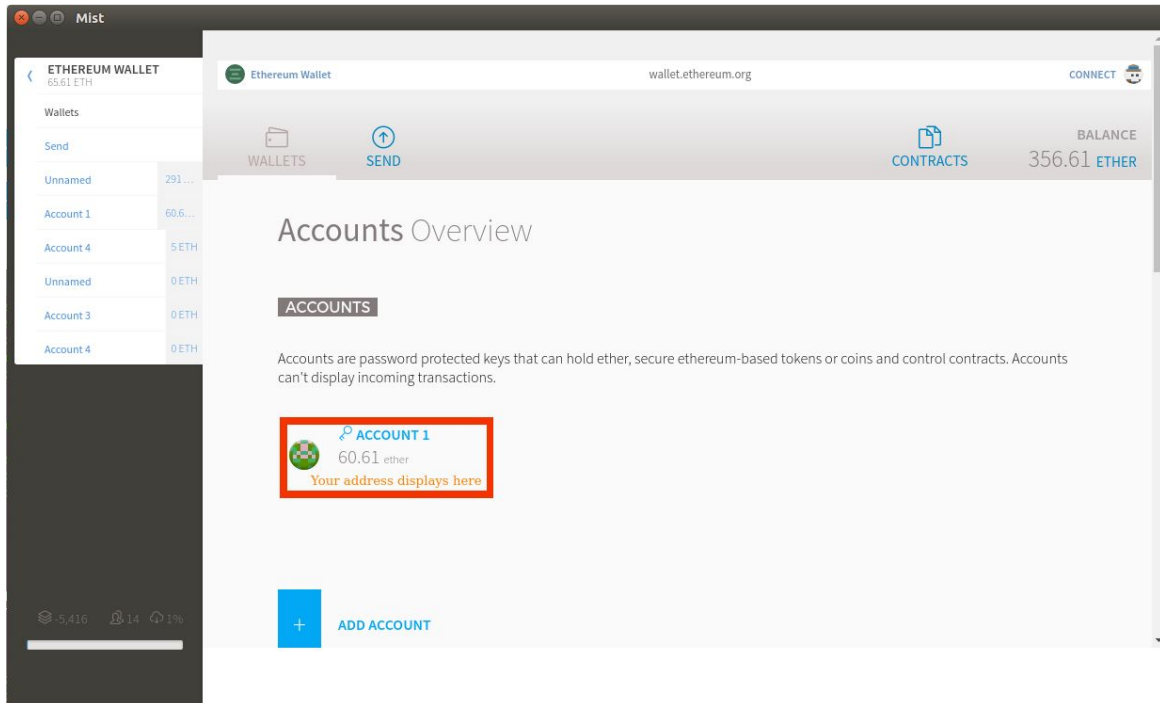 Mist
ETHEREUM WALLET
65.61 ETH
Wallets
Send
Unnamed 291...
Account 1 60.6...
Account 4 5 ETH
Unnamed 0 ETH
Account 3 0 ETH
Account 4 0 ETH
-5,416 14 1%
Ethereum Wallet wallet.ethereum.org CONNECT
WALLETS SEND CONTRACTS
BALANCE
356.61 ETHER
Accounts Overview
ACCOUNTS
Accounts are password protected keys that can hold ether, secure ethereum-based tokens or coins and control contracts. Accounts
can't display incoming transactions.
ACCOUNT 1
60.61 ether
Your address displays here
+ ADD ACCOUNT